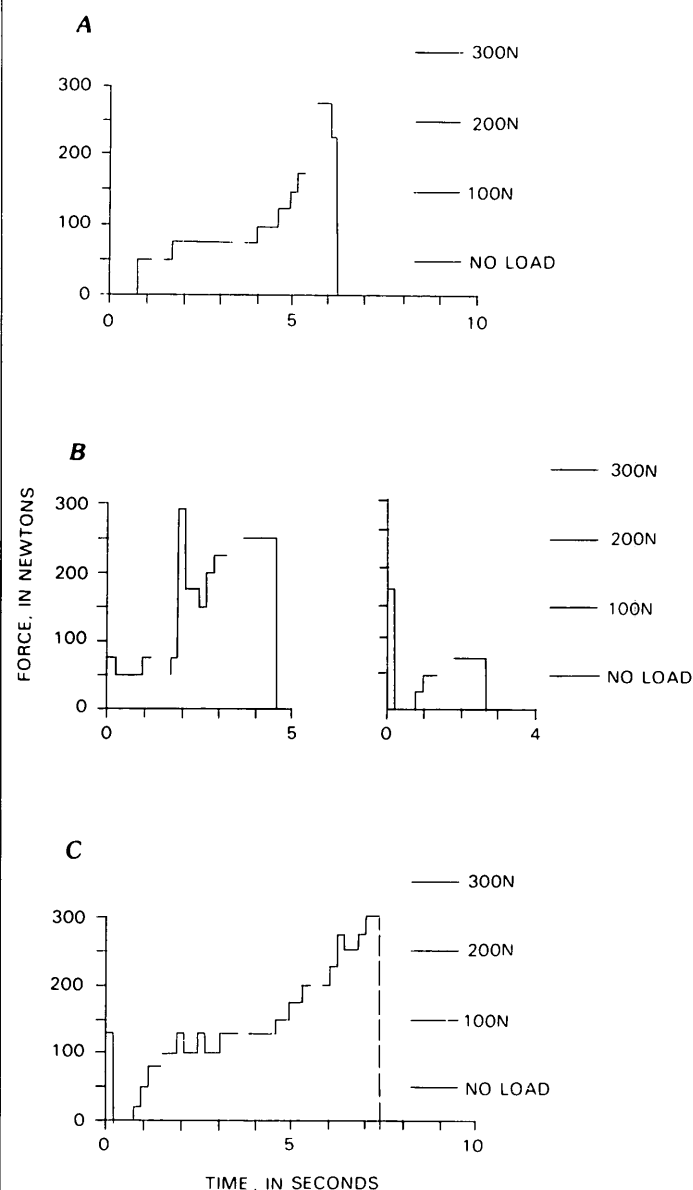 A
300N
300
200N
200
100N
100
NO LOAD
0
0 5 10
B
300N
300
200N
200
100N
100
NO LOAD
0
0 5 0 4
FORCE, IN NEWTONS
C
300N
300
200N
200
100N
100
NO LOAD
0
0 5 10
TIME, IN SECONDS